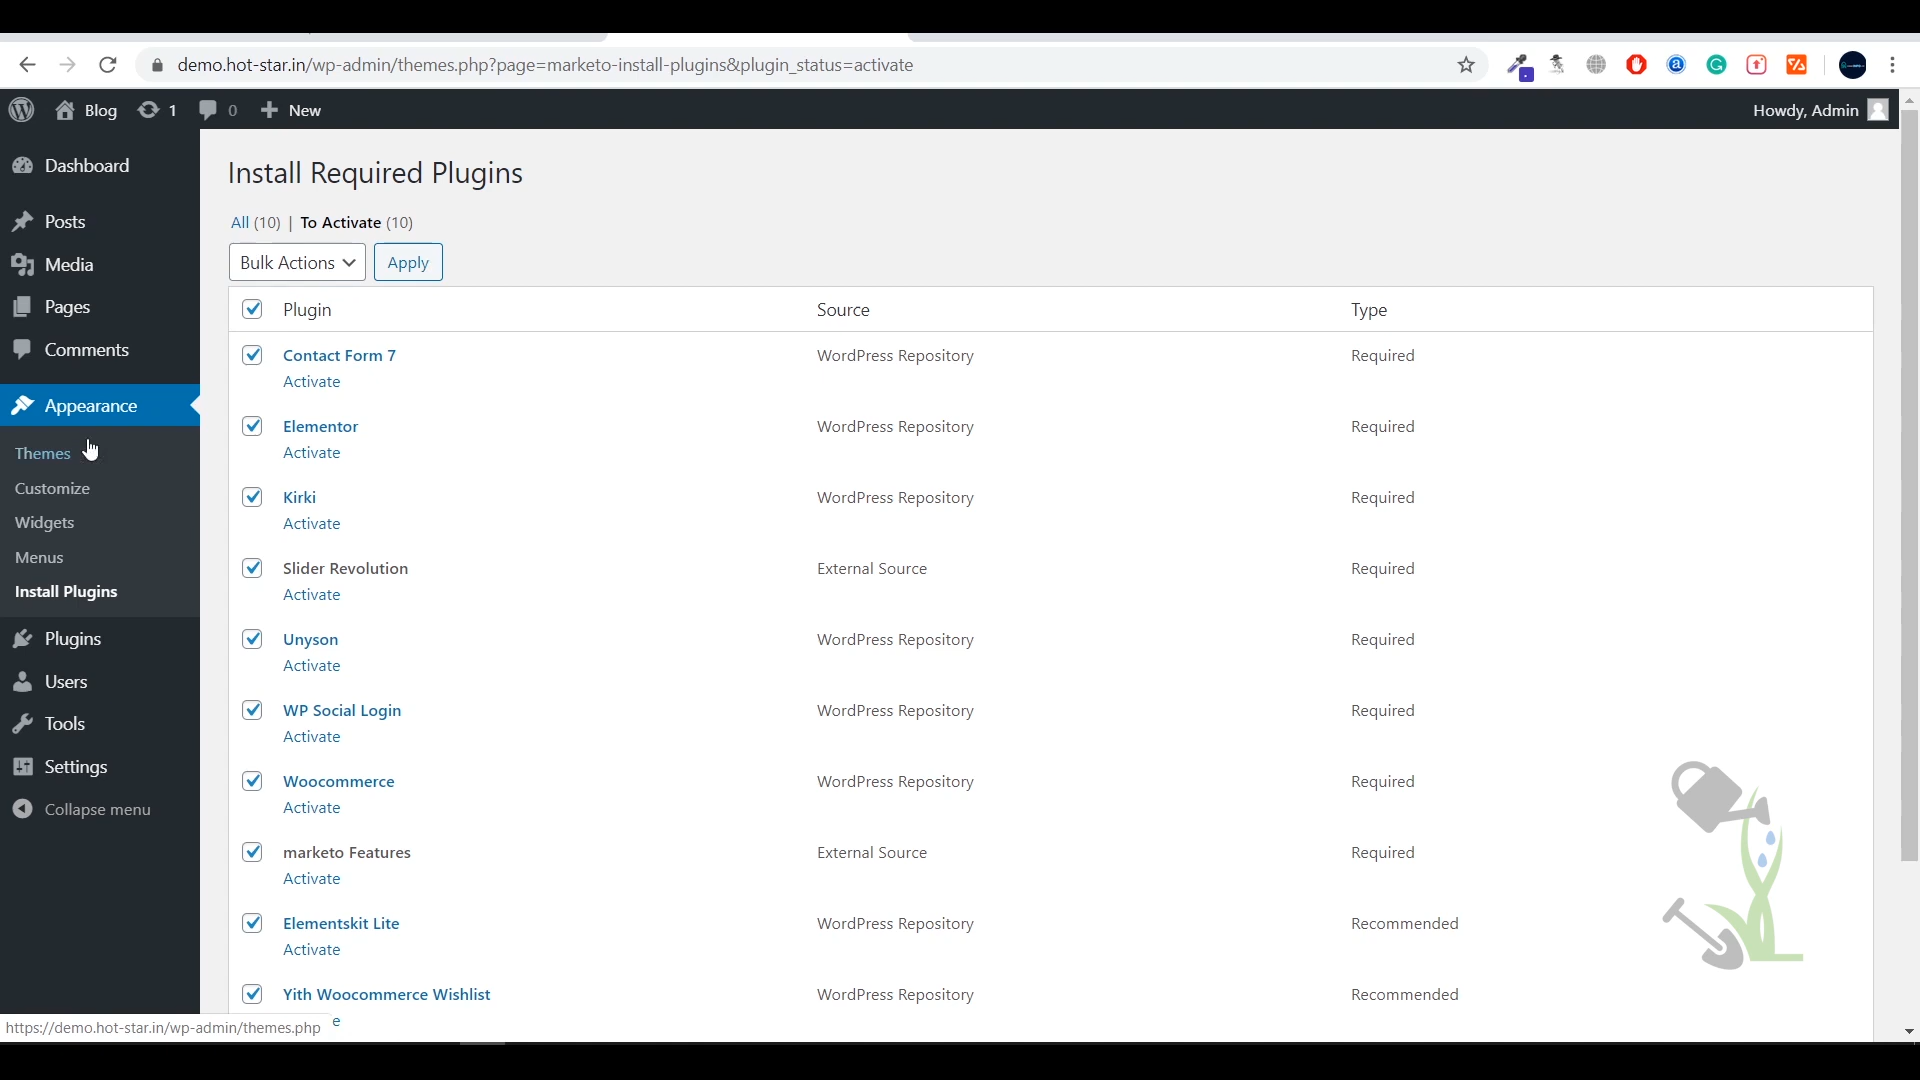 demo.hot-star.in/wp-admin/themes.php?page=marketo-install-plugins&plugin_status=activate
Blog 1 0 New Howdy, Admin
Dashboard
Posts
Media
Pages
Comments
Appearance
Themes
Customize
Widgets
Menus
Install Plugins
Plugins
Users
Tools
Settings
Collapse menu
Install Required Plugins
All (10) | To Activate (10)
Bulk Actions Apply
Plugin Source Type
Contact Form 7 WordPress Repository Required
Activate
Elementor WordPress Repository Required
Activate
Kirki WordPress Repository Required
Activate
Slider Revolution External Source Required
Activate
Unyson WordPress Repository Required
Activate
WP Social Login WordPress Repository Required
Activate
Woocommerce WordPress Repository Required
Activate
marketo Features External Source Required
Activate
Elementskit Lite WordPress Repository Recommended
Activate
Yith Woocommerce Wishlist WordPress Repository Recommended
https://demo.hot-star.in/wp-admin/themes.php e